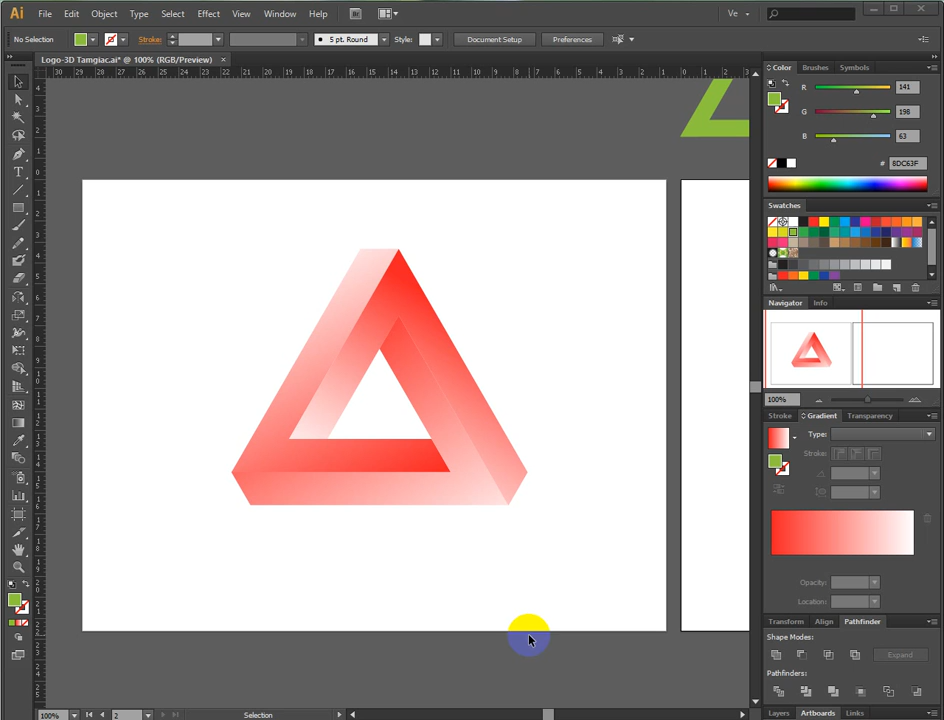 Ai File Edit Object Type Select Effect View Window Help Br Ve
No Selection Stroke: 5 pt. Round Style: Document Setup Preferences
Logo-3D Tamgiac.ai* @ 100% (RGB/Preview) ×
Color Brushes Symbols
R 141
G 198
B 63
# 8DC63F
Swatches
Navigator Info
100%
Stroke Gradient Transparency
Type:
Stroke:
Opacity:
Location:
Transform Align Pathfinder
Shape Modes:
Expand
Pathfinders:
Layers Artboards Links
100% 2 Selection